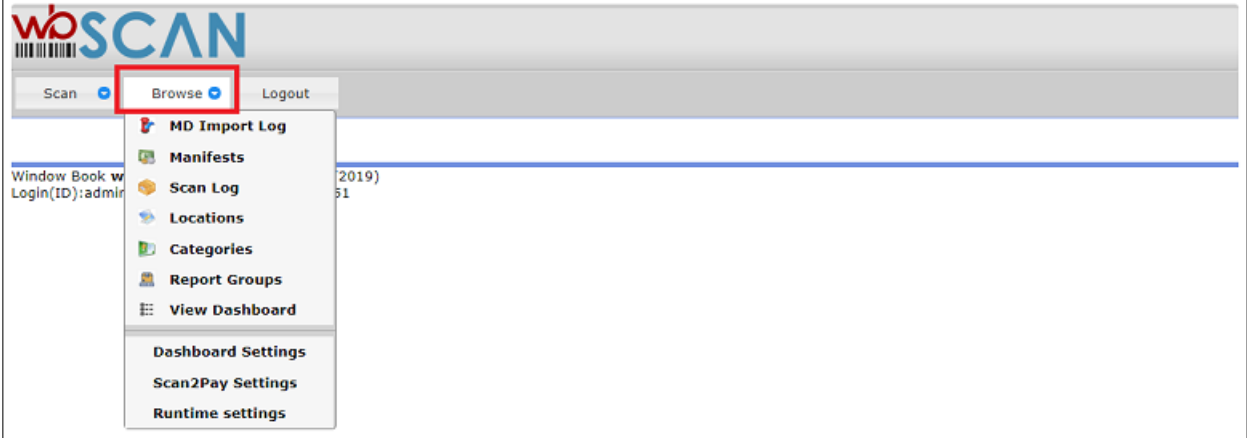 wbSCAN
Scan Browse Logout
MD Import Log
Manifests
Window Book w 2019)
Scan Log
Login(ID):admin 51
Locations
Categories
Report Groups
View Dashboard
Dashboard Settings
Scan2Pay Settings
Runtime settings